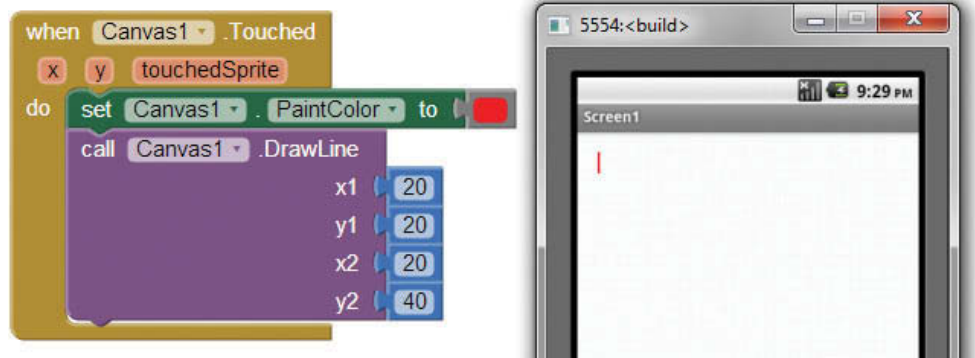 when Canvas1 .Touched
x y touchedSprite
do set Canvas1 . PaintColor to
call Canvas1 .DrawLine
x1 20
y1 20
x2 20
y2 40
5554:<build>
9:29 PM
Screen1